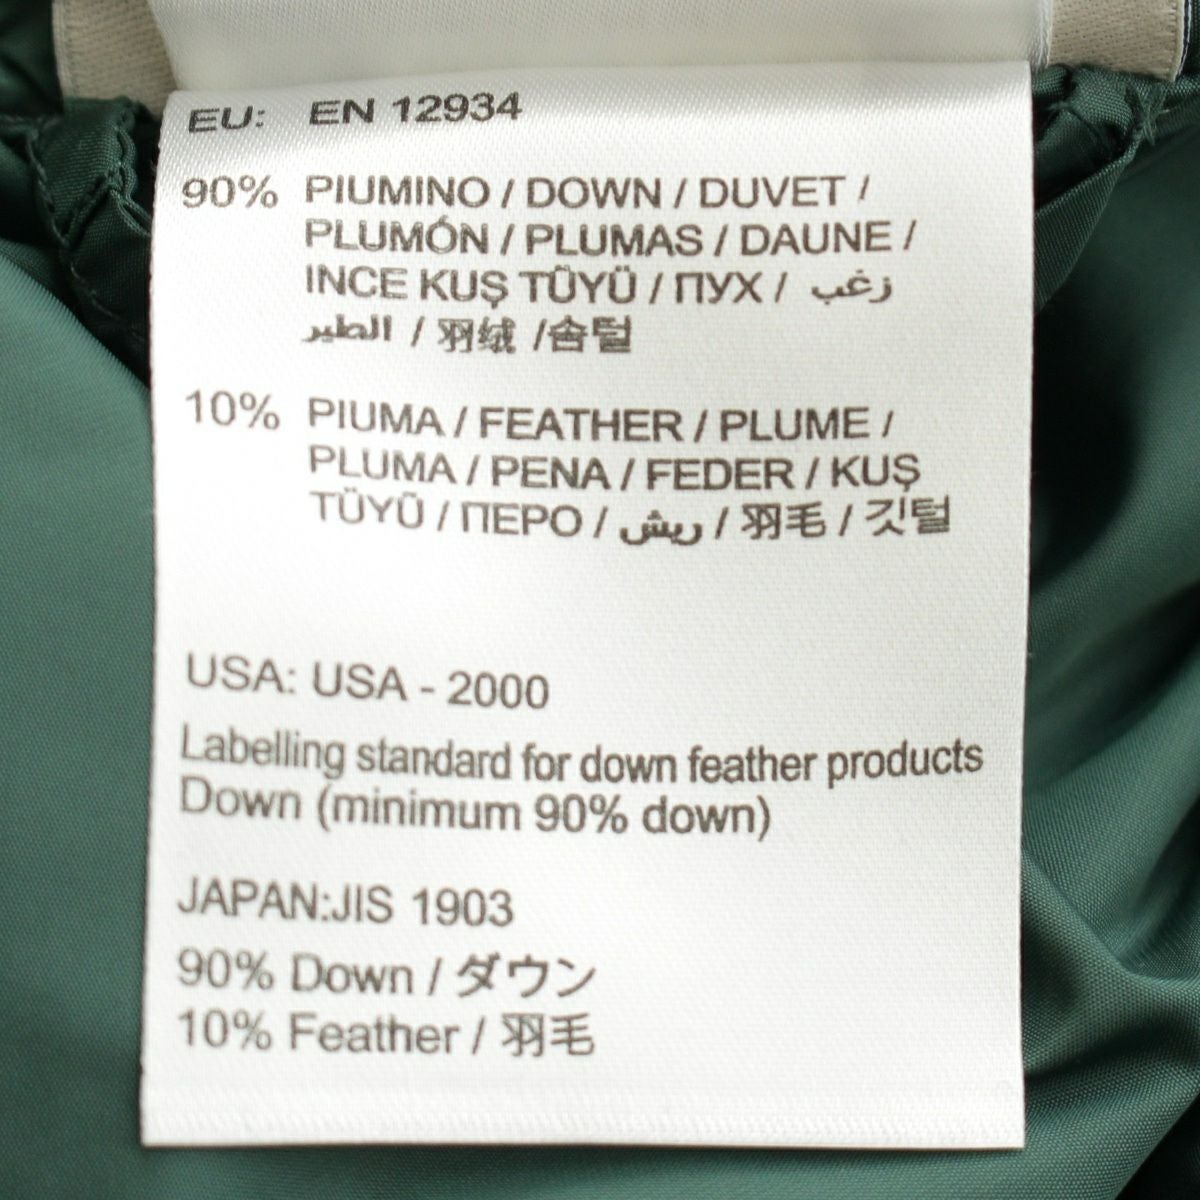 EU: EN 12934
90% PIUMINO / DOWN / DUVET /
PLUMÓN / PLUMAS / DAUNE /
INCE KUŞ TÜYÜ / ПУХ / زغب
الطير / 羽绒 /솜털
10% PIUMA / FEATHER / PLUME /
PLUMA / PENA / FEDER / KUŞ
TÜYÜ / ПЕРО / ريش / 羽毛 / 깃털
USA: USA - 2000
Labelling standard for down feather products
Down (minimum 90% down)
JAPAN:JIS 1903
90% Down / ダウン
10% Feather / 羽毛